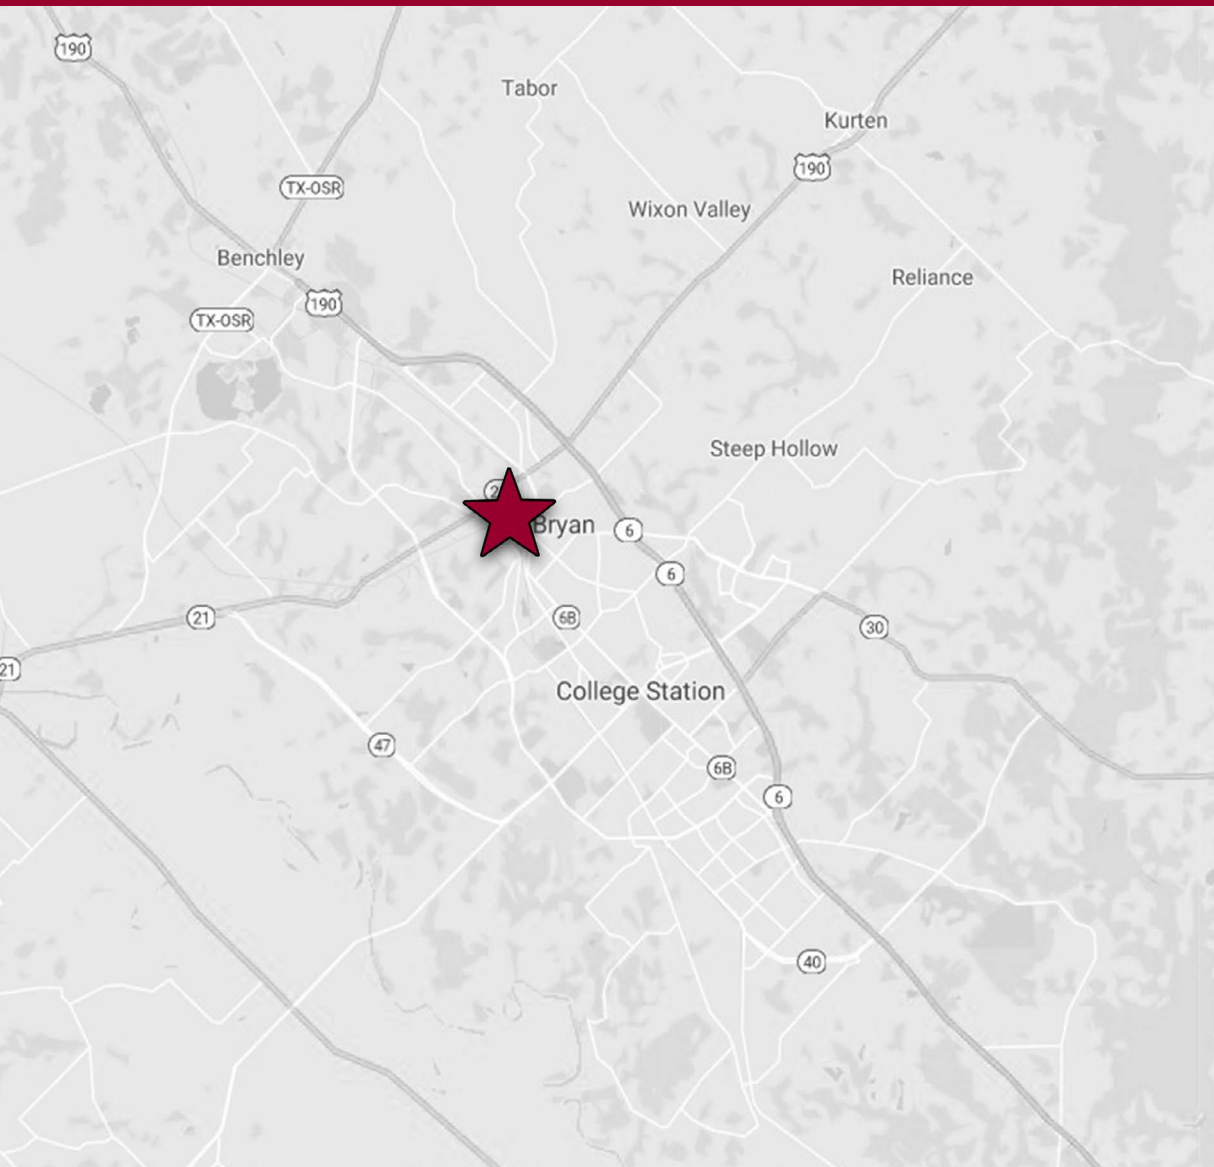 190
Tabor
Kurten
190
TX-OSR
Wixon Valley
Benchley
Reliance
190
TX-OSR
Steep Hollow
Bryan
6
6
21
6B
30
21
College Station
47
6B
6
40